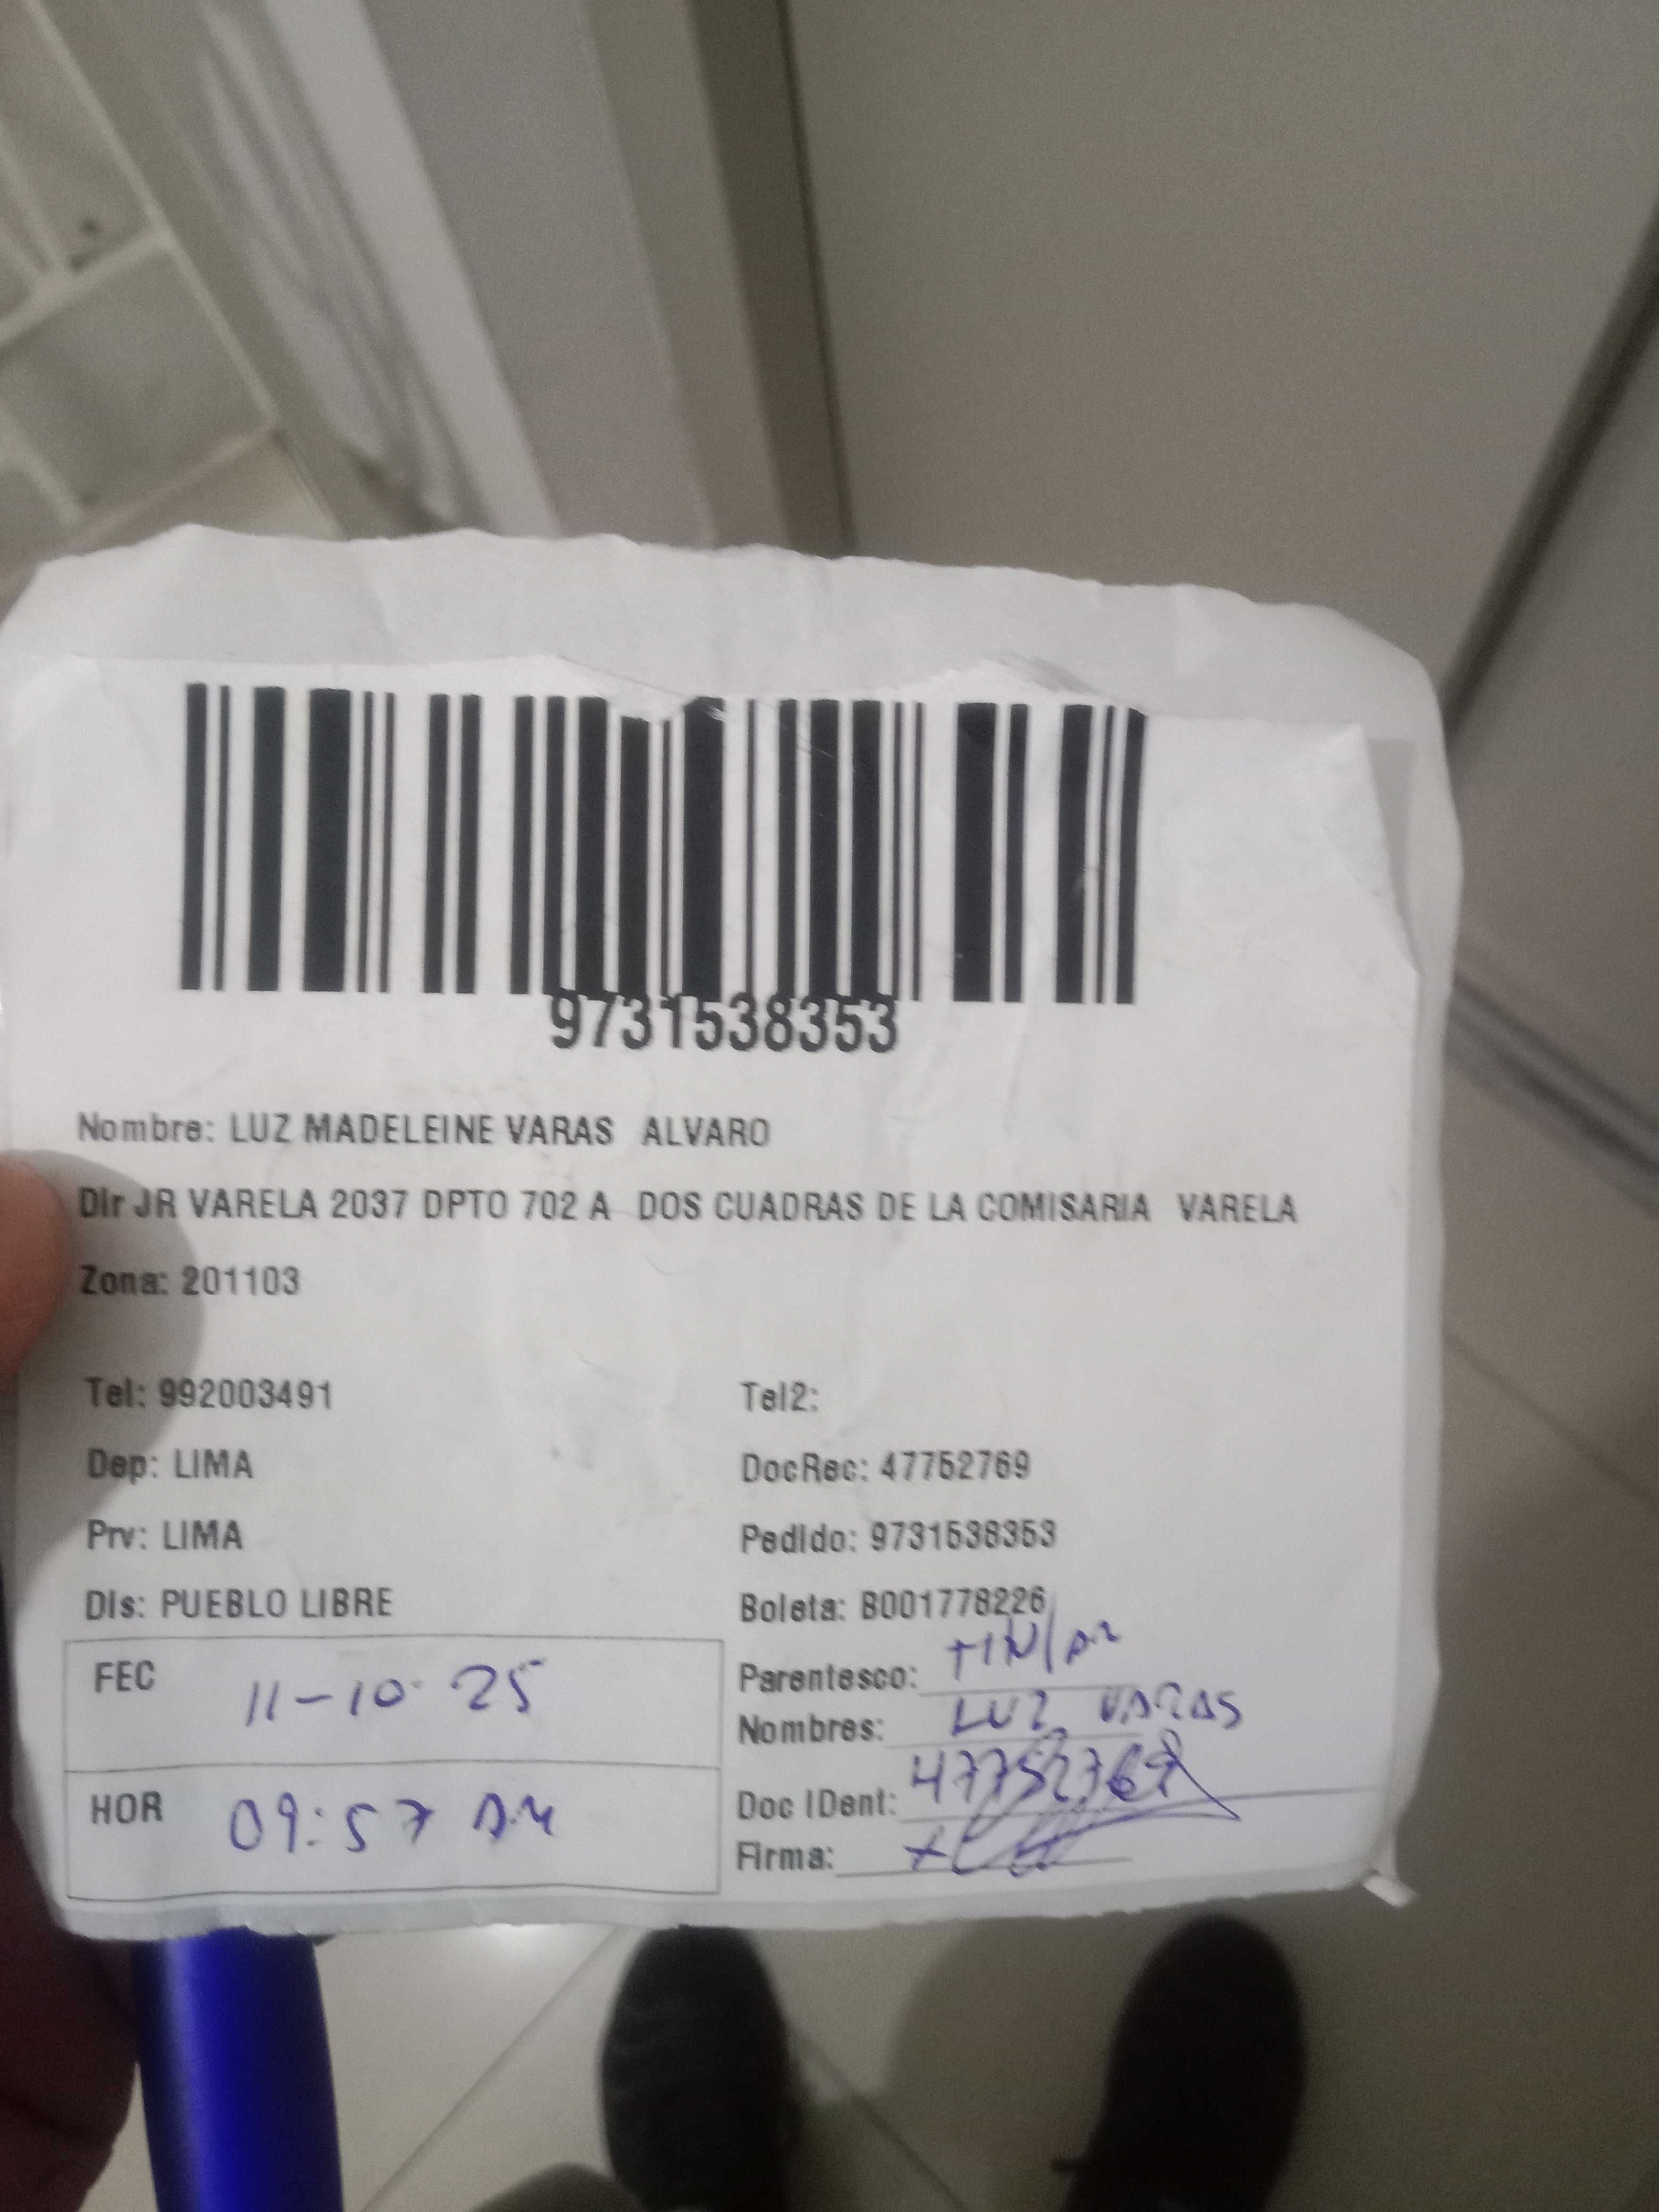 9731538353
Nombre: LUZ MADELEINE VARAS ALVARO
Dir JR VARELA 2037 DPTO 702 A DOS CUADRAS DE LA COMISARIA VARELA
Zona: 201103
Tel: 992003491 Tel2:
Dep: LIMA DocRec: 47752769
Prv: LIMA Pedido: 9731538353
Dis: PUEBLO LIBRE Boleta: B001778226
FEC 11-10-25
Parentesco:
Nombres: LUZ VARAS
HOR 09:57 AM
Doc IDent: 47752769
Firma: